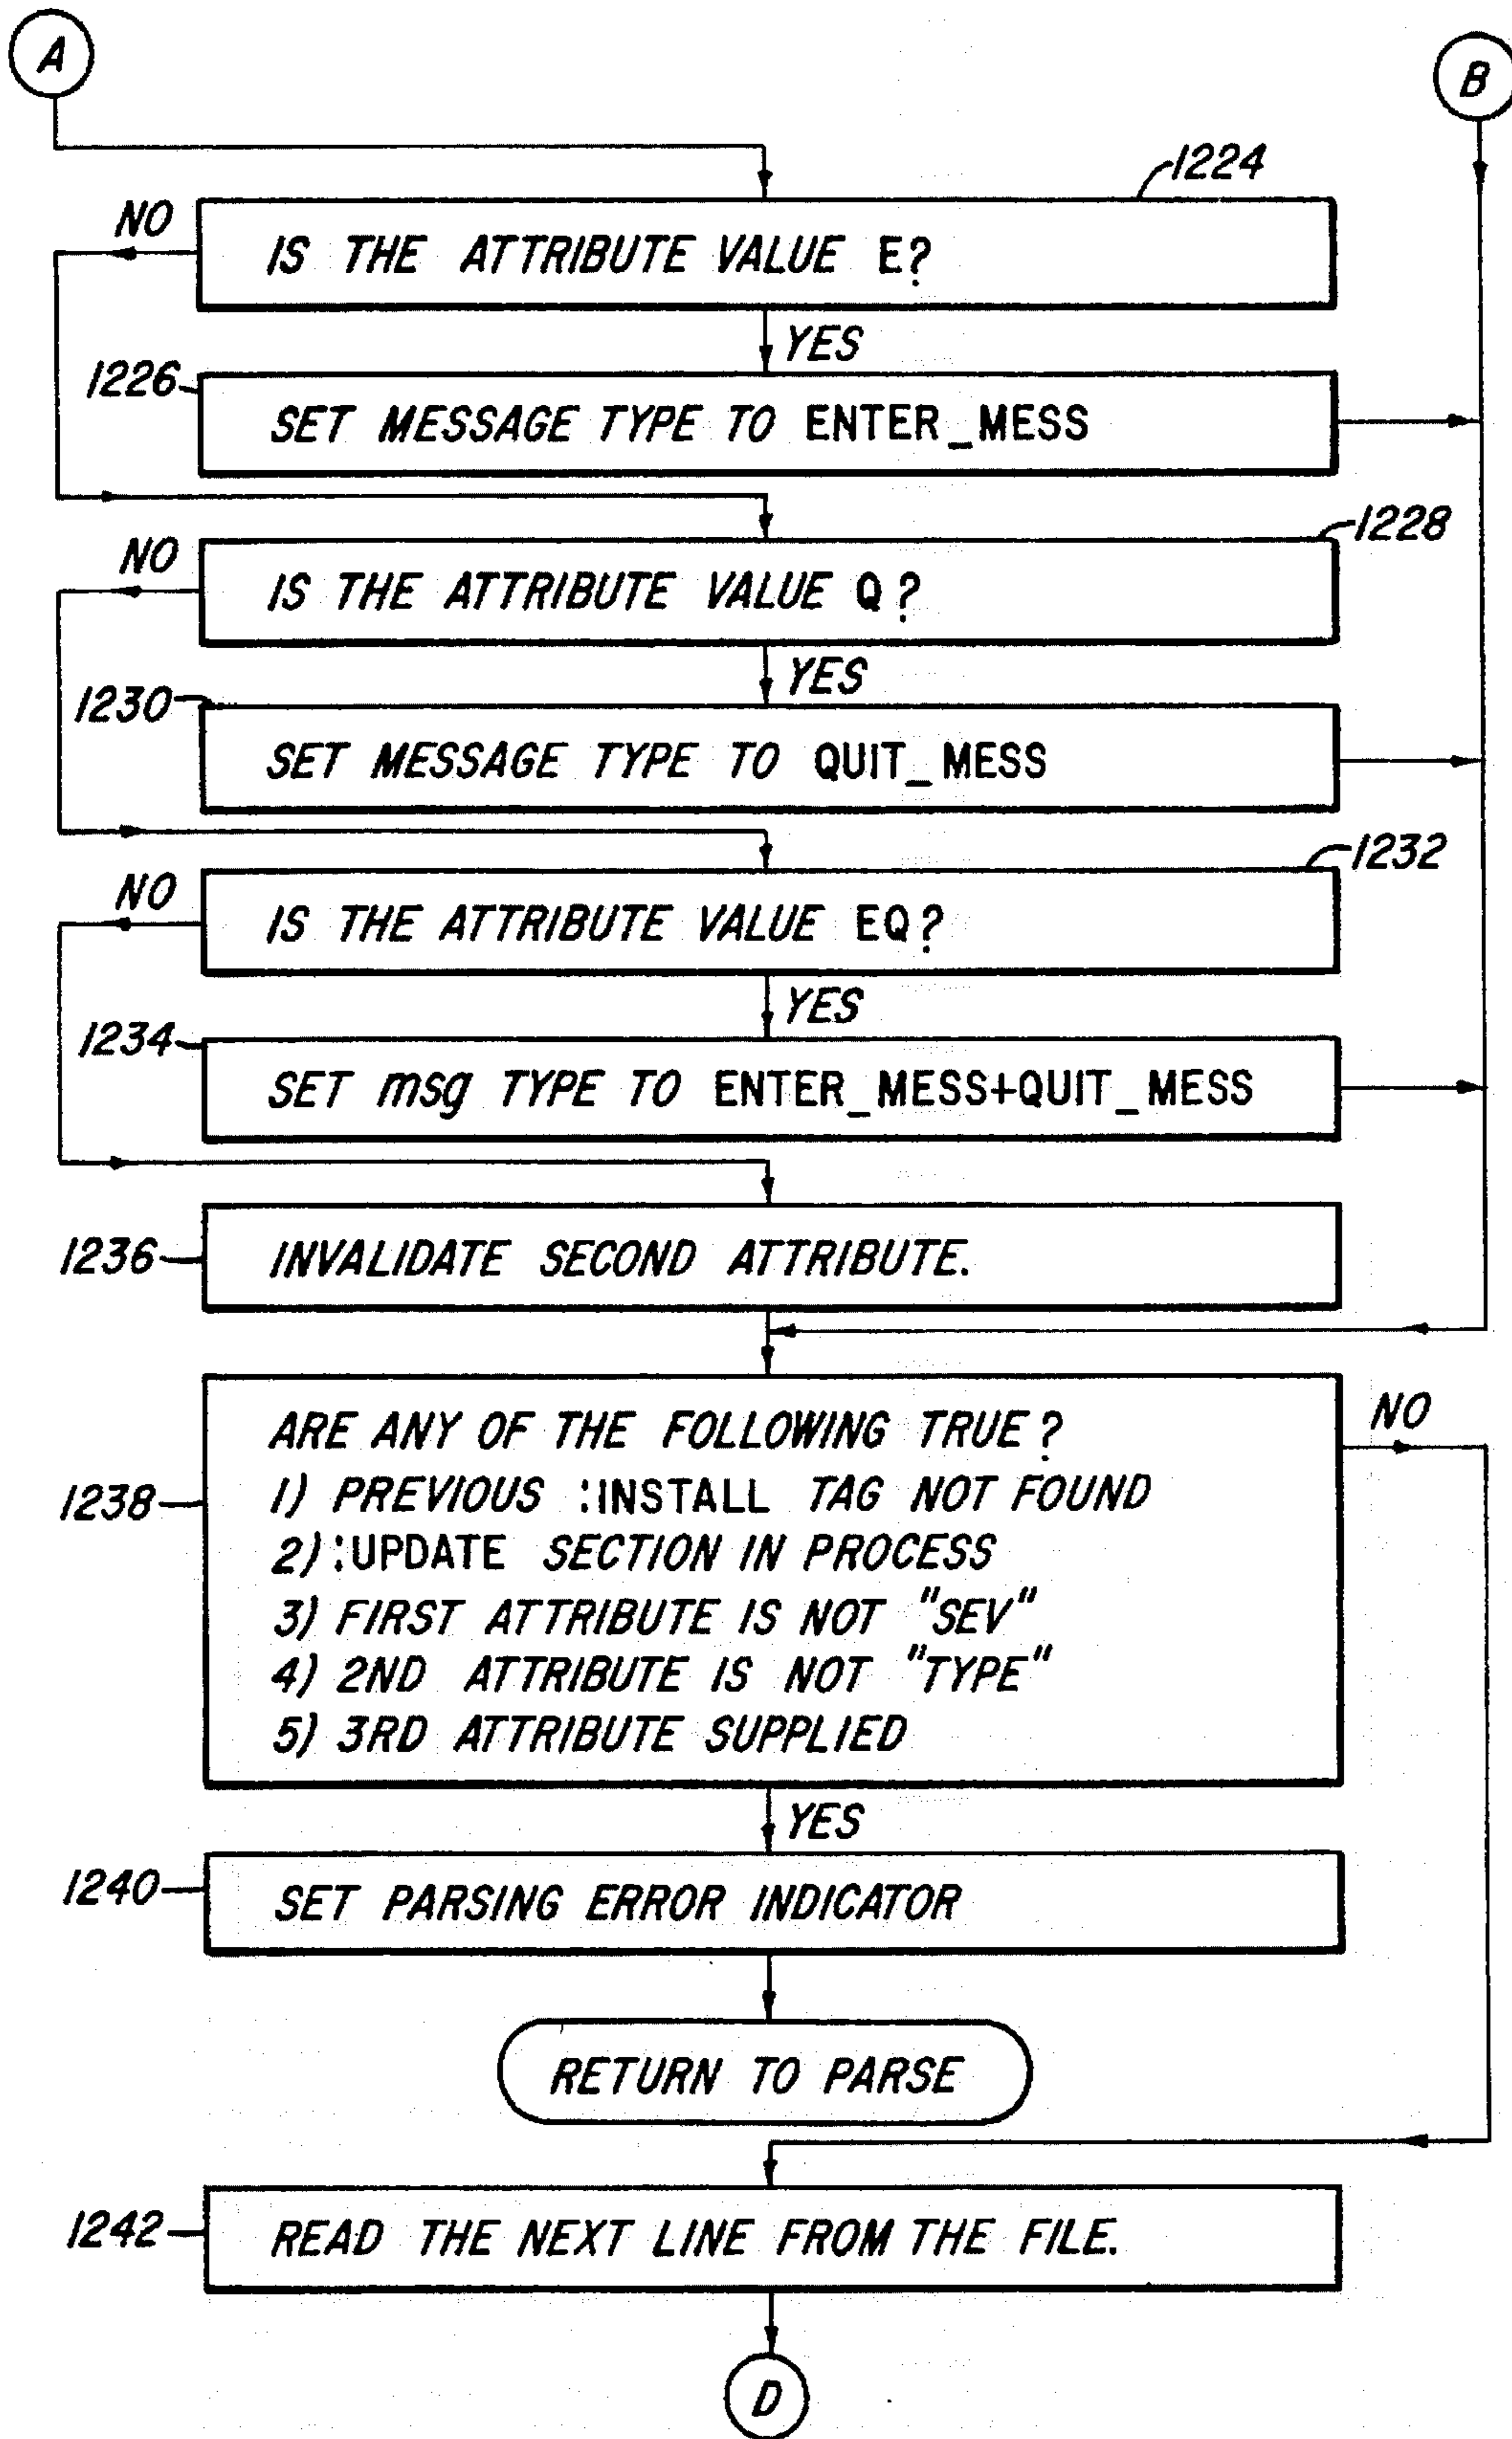 A
B
1224
NO
IS THE ATTRIBUTE VALUE E?
YES
1226
SET MESSAGE TYPE TO ENTER_MESS
1228
NO
IS THE ATTRIBUTE VALUE Q?
YES
1230
SET MESSAGE TYPE TO QUIT_MESS
1232
NO
IS THE ATTRIBUTE VALUE EQ?
YES
1234
SET msg TYPE TO ENTER_MESS+QUIT_MESS
1236
INVALIDATE SECOND ATTRIBUTE.
ARE ANY OF THE FOLLOWING TRUE?
NO
1238
1) PREVIOUS :INSTALL TAG NOT FOUND
2) :UPDATE SECTION IN PROCESS
3) FIRST ATTRIBUTE IS NOT "SEV"
4) 2ND ATTRIBUTE IS NOT "TYPE"
5) 3RD ATTRIBUTE SUPPLIED
YES
1240
SET PARSING ERROR INDICATOR
RETURN TO PARSE
1242
READ THE NEXT LINE FROM THE FILE.
D